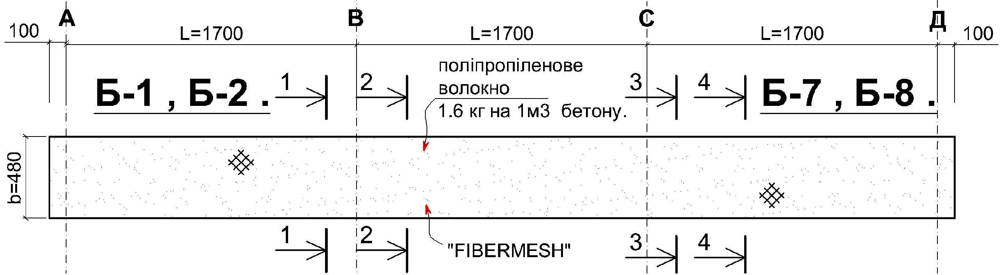 А В С Д
100 L=1700 L=1700 L=1700 100
поліпропіленове
волокно
1.6 кг на 1м3 бетону.
Б-1 , Б-2 . 1 2 3 4 Б-7 , Б-8 .
b=480
1 2 3 4
"FIBERMESH"